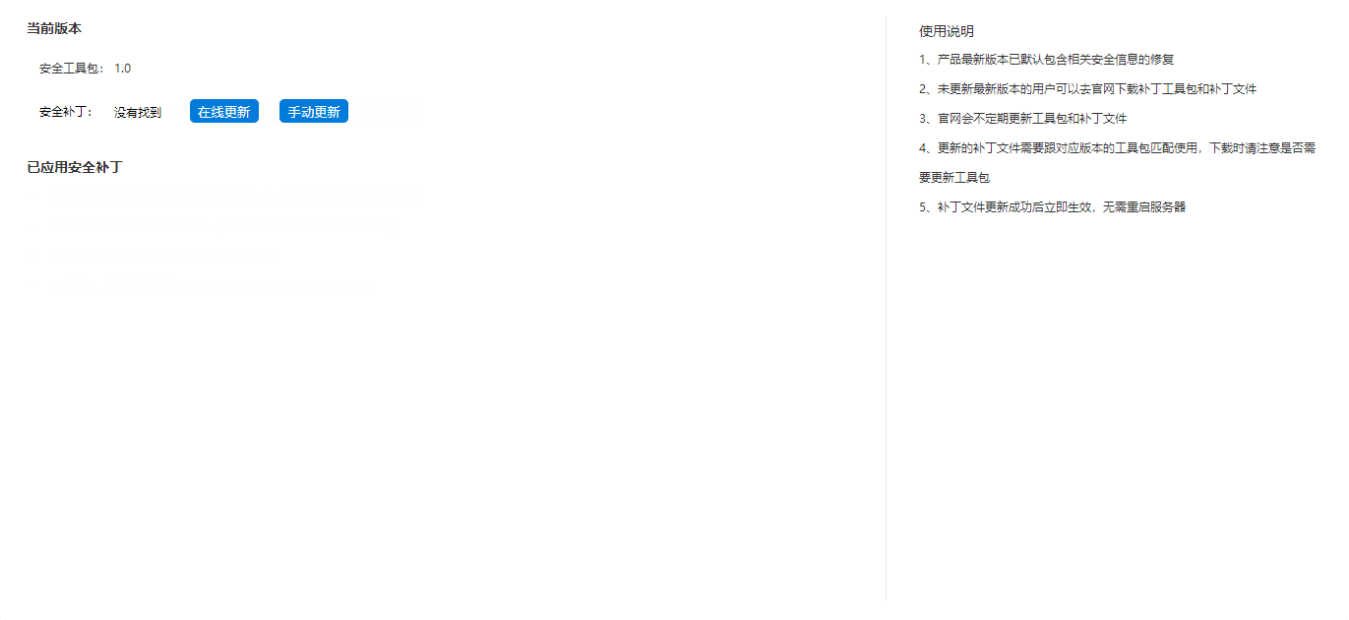 当前版本
安全工具包： 1.0
安全补丁： 没有找到 在线更新 手动更新
已应用安全补丁
使用说明
1、产品最新版本已默认包含相关安全信息的修复
2、未更新最新版本的用户可以去官网下载补丁工具包和补丁文件
3、官网会不定期更新工具包和补丁文件
4、更新的补丁文件需要跟对应版本的工具包匹配使用，下载时请注意是否需
要更新工具包
5、补丁文件更新成功后立即生效，无需重启服务器